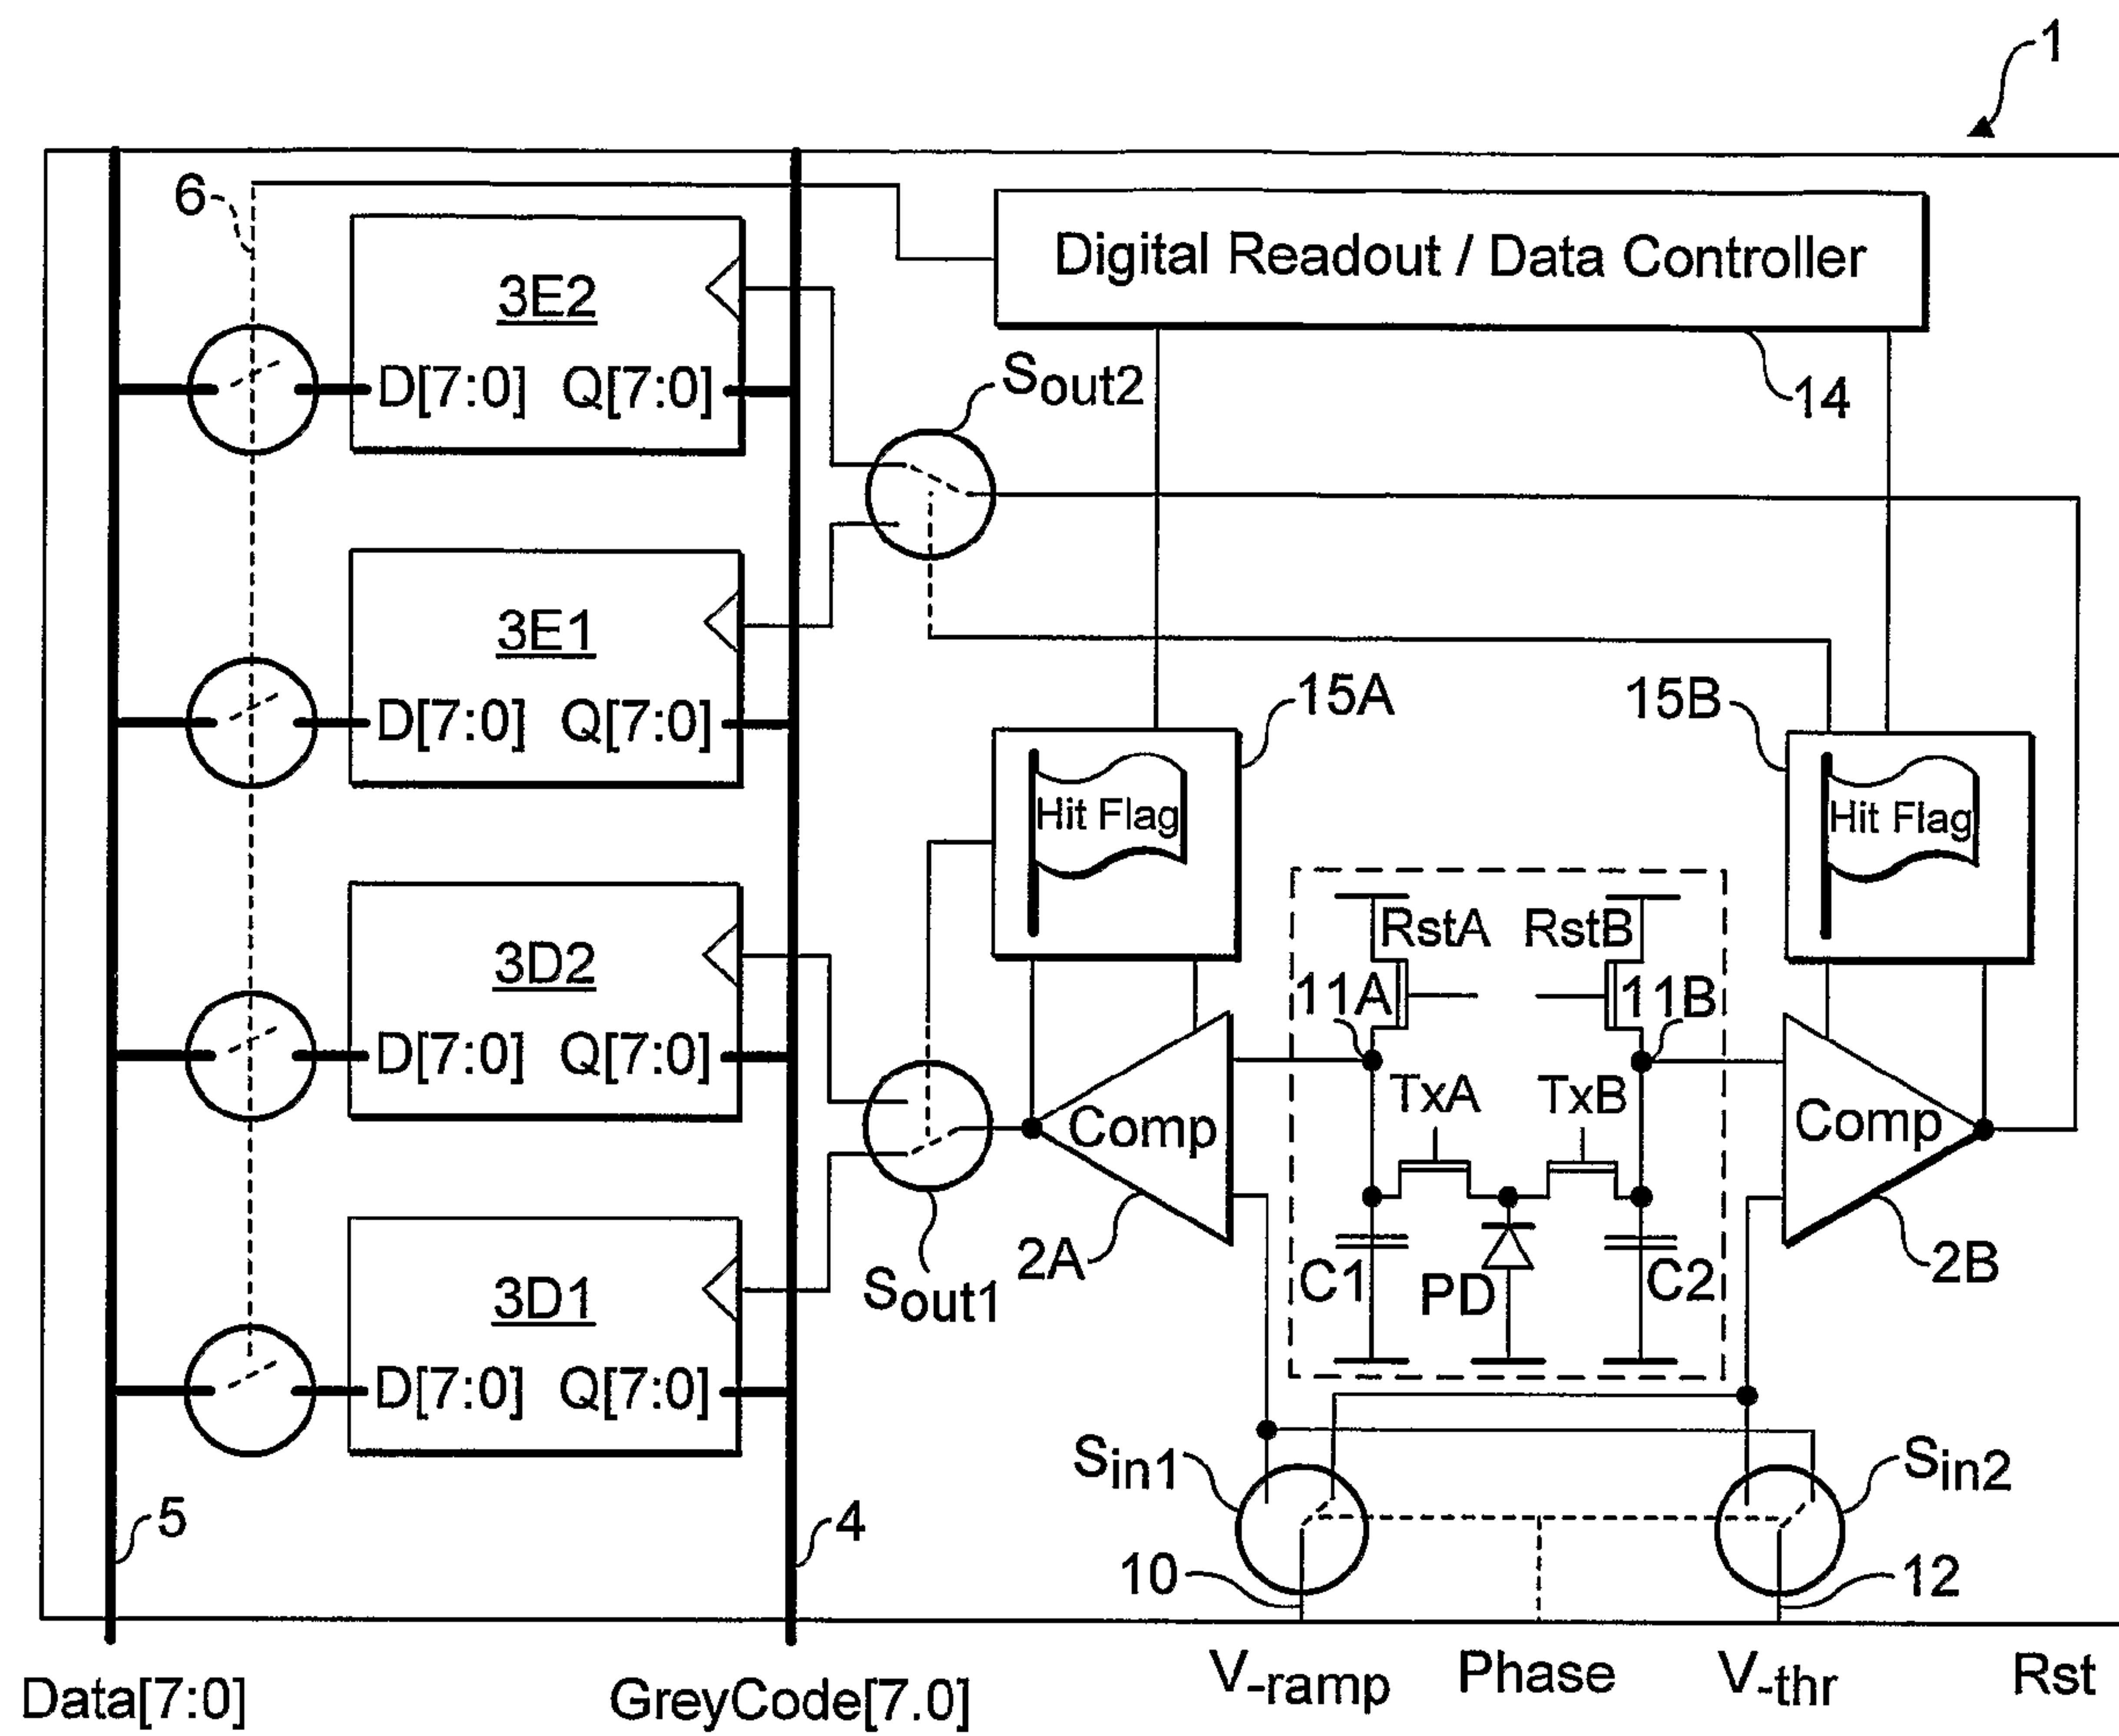 1
6
3E2
D[7:0] Q[7:0]
Digital Readout / Data Controller
14
Sout2
3E1
D[7:0] Q[7:0]
15A
15B
Hit Flag
Hit Flag
3D2
D[7:0] Q[7:0]
RstA RstB
11A 11B
TxA TxB
Comp
Comp
2A
2B
C1 PD C2
Sout1
3D1
D[7:0] Q[7:0]
Sin1
Sin2
5
4
10
12
Data[7:0]
GreyCode[7.0]
V-ramp
Phase
V-thr
Rst